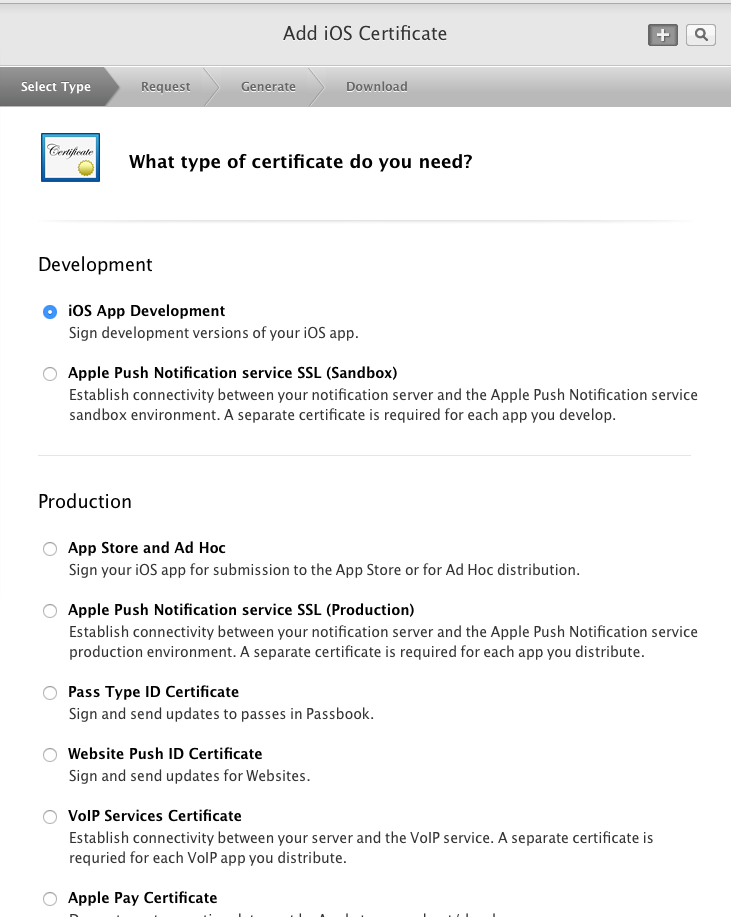 Add iOS Certificate
Select Type
Request
Generate
Download
Certificate
What type of certificate do you need?
Development
iOS App Development
Sign development versions of your iOS app.
Apple Push Notification service SSL (Sandbox)
Establish connectivity between your notification server and the Apple Push Notification service
sandbox environment. A separate certificate is required for each app you develop.
Production
App Store and Ad Hoc
Sign your iOS app for submission to the App Store or for Ad Hoc distribution.
Apple Push Notification service SSL (Production)
Establish connectivity between your notification server and the Apple Push Notification service
production environment. A separate certificate is required for each app you distribute.
Pass Type ID Certificate
Sign and send updates to passes in Passbook.
Website Push ID Certificate
Sign and send updates for Websites.
VoIP Services Certificate
Establish connectivity between your server and the VoIP service. A separate certificate is
requried for each VoIP app you distribute.
Apple Pay Certificate